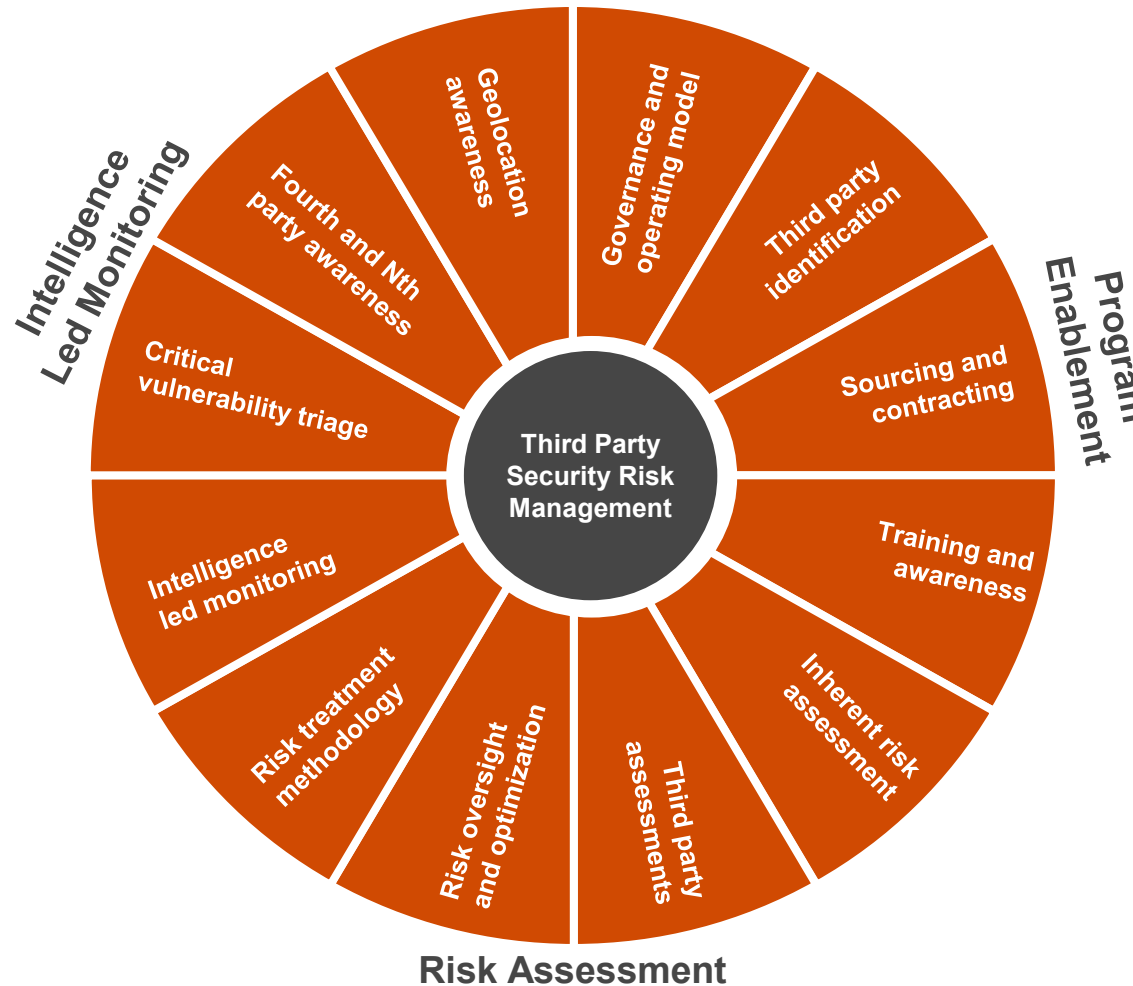 Third Party
Security Risk
Management
Governance and
operating model
Third party
identification
Sourcing and
contracting
Training and
awareness
Inherent risk
assessment
Third party
assessments
Risk oversight
and optimization
Risk treatment
methodology
Intelligence
led monitoring
Critical
vulnerability triage
Fourth and Nth
party awareness
Geolocation
awareness
Program
Enablement
Risk Assessment
Intelligence
Led Monitoring